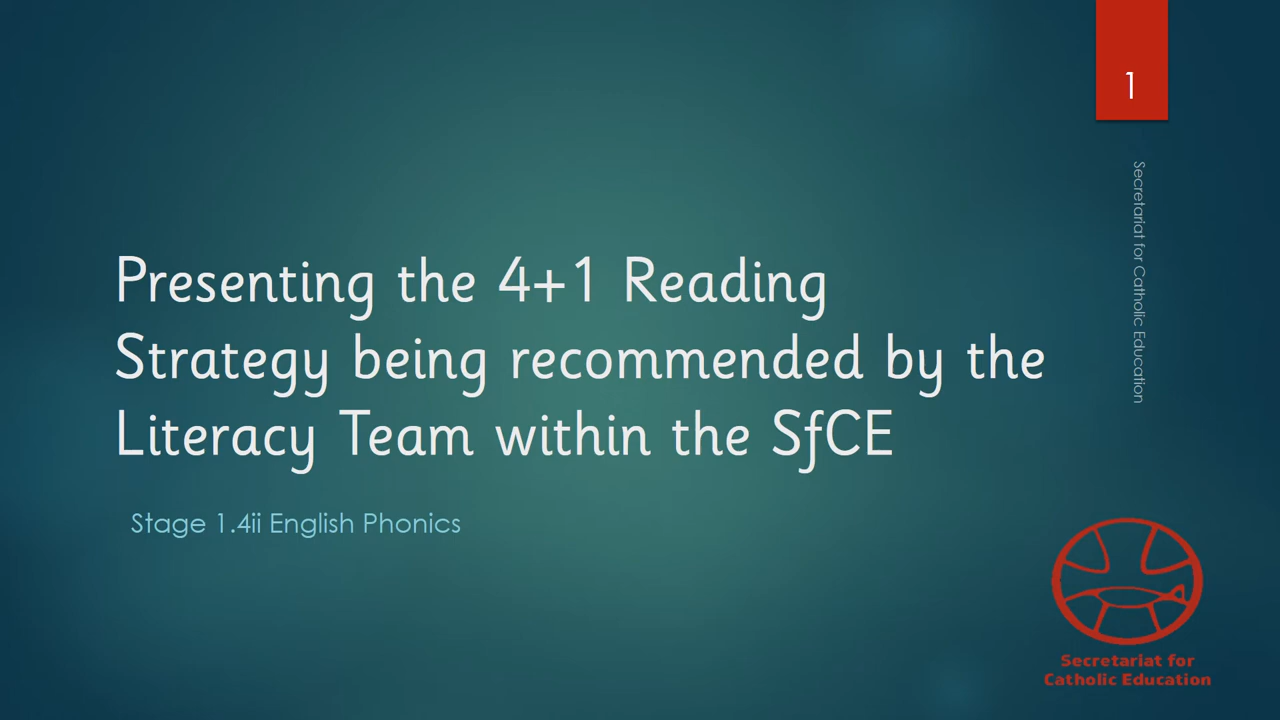 1
Secretariat for Catholic Education
Presenting the 4+1 Reading
Strategy being recommended by the
Literacy Team within the SfCE
Stage 1.4ii English Phonics
Secretariat for
Catholic Education